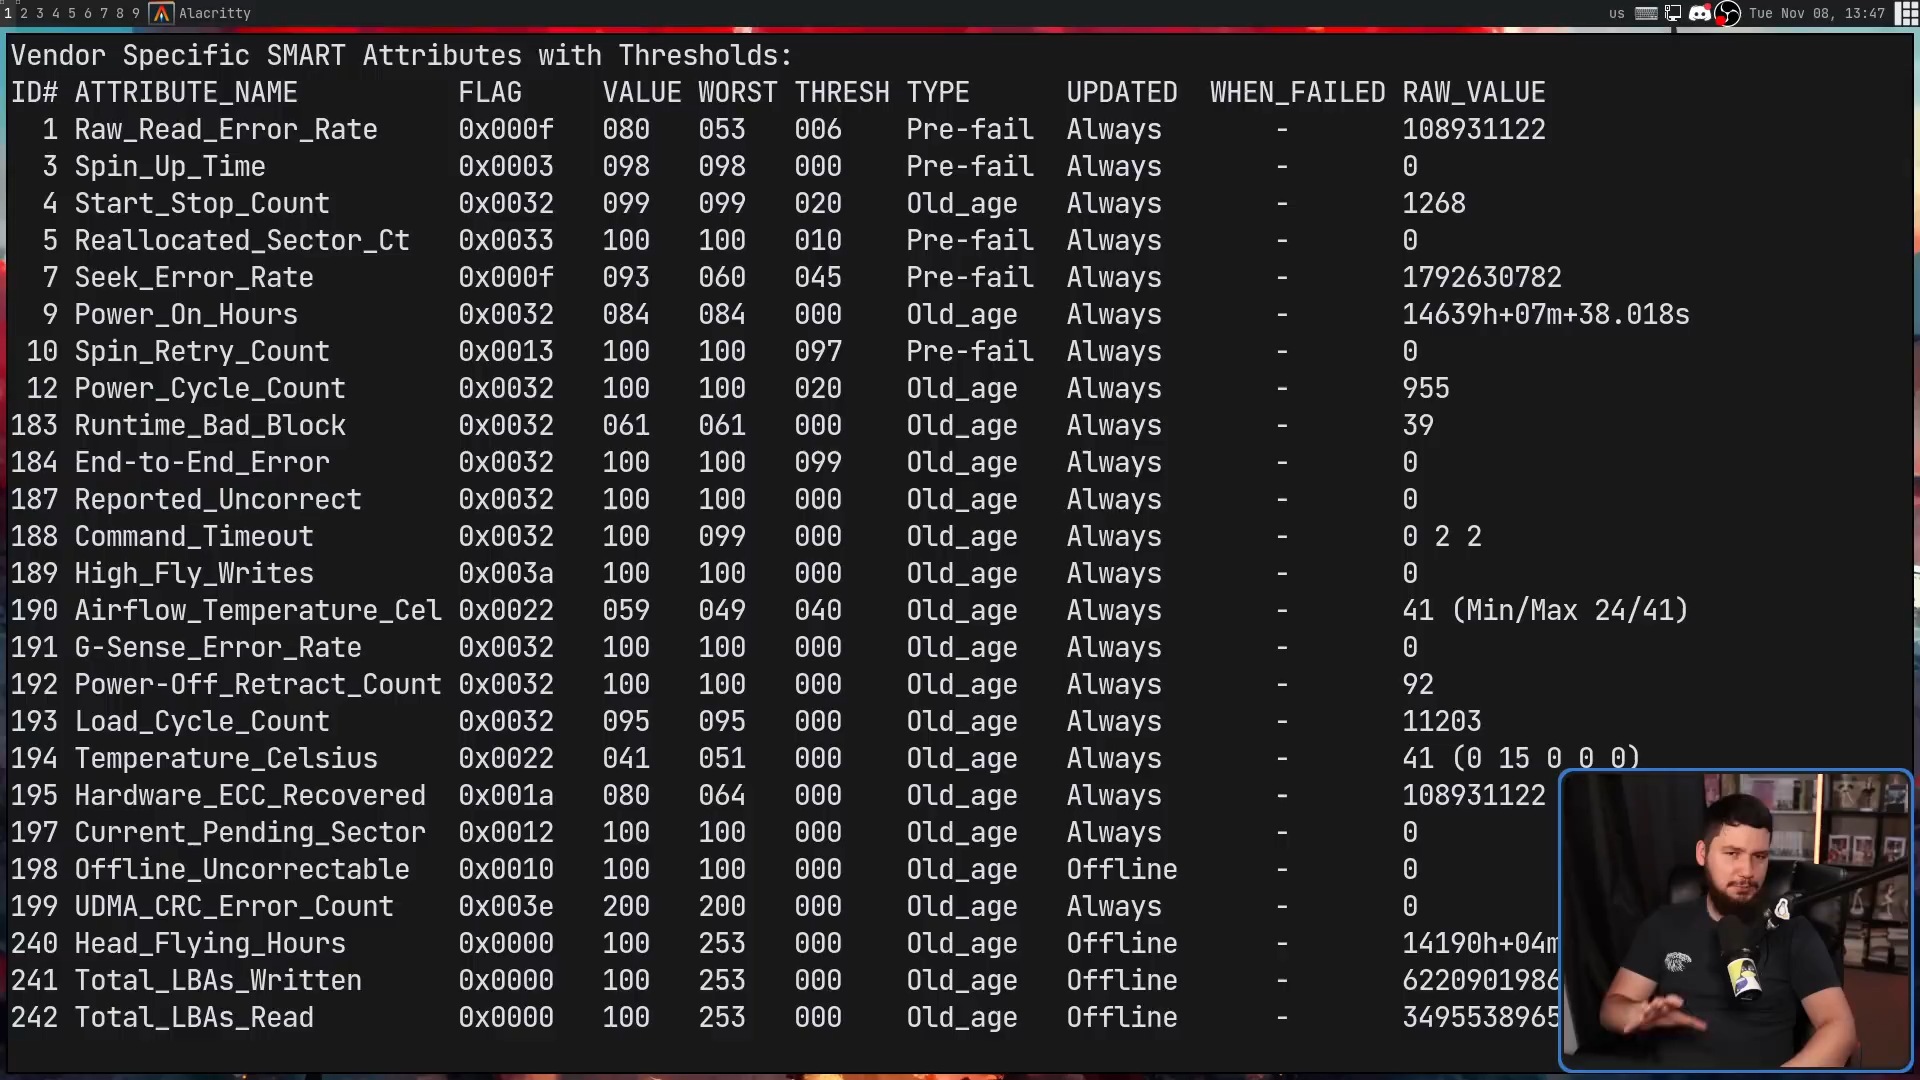 1 2 3 4 5 6 7 8 9 Alacritty us Tue Nov 08, 13:47
Vendor Specific SMART Attributes with Thresholds:
ID# ATTRIBUTE_NAME FLAG VALUE WORST THRESH TYPE UPDATED WHEN_FAILED RAW_VALUE
1 Raw_Read_Error_Rate 0x000f 080 053 006 Pre-fail Always - 108931122
3 Spin_Up_Time 0x0003 098 098 000 Pre-fail Always - 0
4 Start_Stop_Count 0x0032 099 099 020 Old_age Always - 1268
5 Reallocated_Sector_Ct 0x0033 100 100 010 Pre-fail Always - 0
7 Seek_Error_Rate 0x000f 093 060 045 Pre-fail Always - 1792630782
9 Power_On_Hours 0x0032 084 084 000 Old_age Always - 14639h+07m+38.018s
10 Spin_Retry_Count 0x0013 100 100 097 Pre-fail Always - 0
12 Power_Cycle_Count 0x0032 100 100 020 Old_age Always - 955
183 Runtime_Bad_Block 0x0032 061 061 000 Old_age Always - 39
184 End-to-End_Error 0x0032 100 100 099 Old_age Always - 0
187 Reported_Uncorrect 0x0032 100 100 000 Old_age Always - 0
188 Command_Timeout 0x0032 100 099 000 Old_age Always - 0 2 2
189 High_Fly_Writes 0x003a 100 100 000 Old_age Always - 0
190 Airflow_Temperature_Cel 0x0022 059 049 040 Old_age Always - 41 (Min/Max 24/41)
191 G-Sense_Error_Rate 0x0032 100 100 000 Old_age Always - 0
192 Power-Off_Retract_Count 0x0032 100 100 000 Old_age Always - 92
193 Load_Cycle_Count 0x0032 095 095 000 Old_age Always - 11203
194 Temperature_Celsius 0x0022 041 051 000 Old_age Always - 41 (0 15 0 0 0)
195 Hardware_ECC_Recovered 0x001a 080 064 000 Old_age Always - 108931122
197 Current_Pending_Sector 0x0012 100 100 000 Old_age Always - 0
198 Offline_Uncorrectable 0x0010 100 100 000 Old_age Offline - 0
199 UDMA_CRC_Error_Count 0x003e 200 200 000 Old_age Always - 0
240 Head_Flying_Hours 0x0000 100 253 000 Old_age Offline - 14190h+04m
241 Total_LBAs_Written 0x0000 100 253 000 Old_age Offline - 6220901986
242 Total_LBAs_Read 0x0000 100 253 000 Old_age Offline - 3495538965